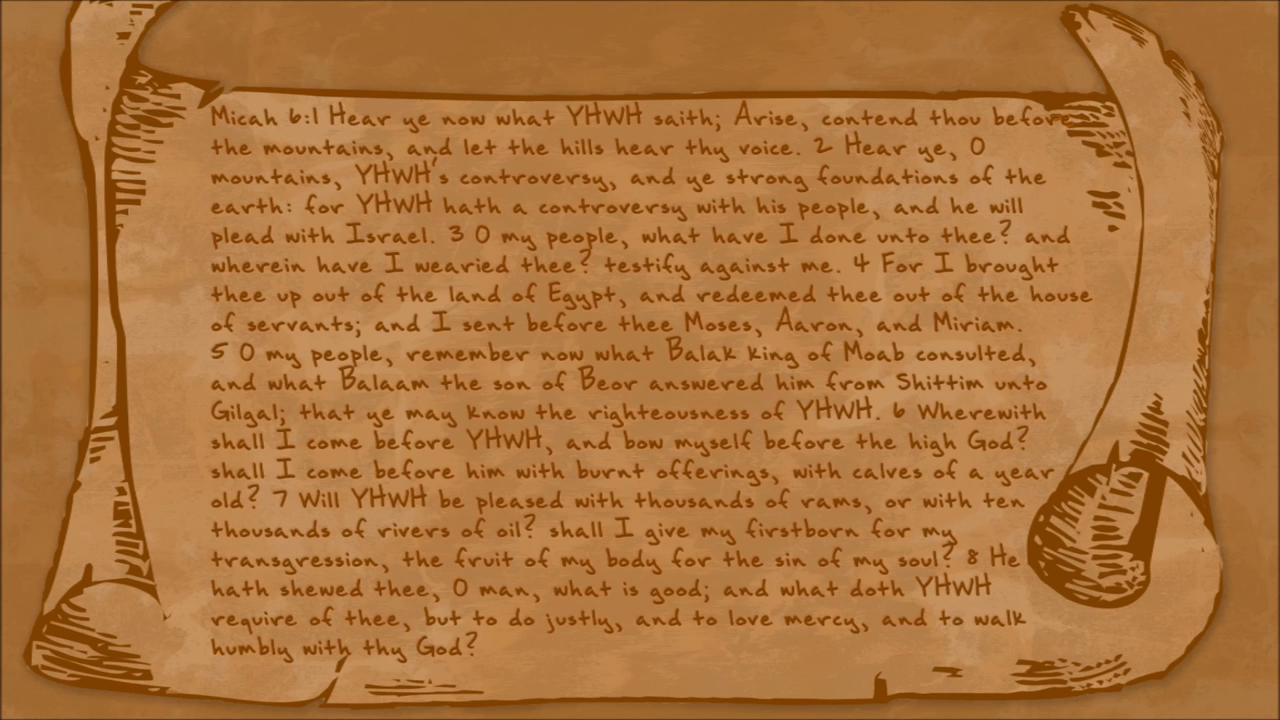 Micah 6:1 Hear ye now what YHWH saith; Arise, contend thou before
the mountains, and let the hills hear thy voice. 2 Hear ye, O
mountains, YHWH's controversy, and ye strong foundations of the
earth: for YHWH hath a controversy with his people, and he will
plead with Israel. 3 O my people, what have I done unto thee? and
wherein have I wearied thee? testify against me. 4 For I brought
thee up out of the land of Egypt, and redeemed thee out of the house
of servants; and I sent before thee Moses, Aaron, and Miriam.
5 O my people, remember now what Balak king of Moab consulted,
and what Balaam the son of Beor answered him from Shittim unto
Gilgal; that ye may know the righteousness of YHWH. 6 Wherewith
shall I come before YHWH, and bow myself before the high God?
shall I come before him with burnt offerings, with calves of a year
old? 7 Will YHWH be pleased with thousands of rams, or with ten
thousands of rivers of oil? shall I give my firstborn for my
transgression, the fruit of my body for the sin of my soul? 8 He
hath shewed thee, O man, what is good; and what doth YHWH
require of thee, but to do justly, and to love mercy, and to walk
humbly with thy God?